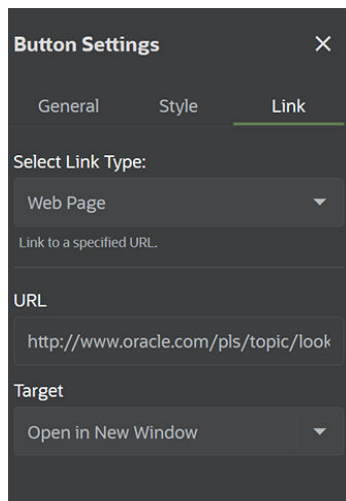 Button Settings
General Style Link
Select Link Type:
Web Page
Link to a specified URL.
URL
http://www.oracle.com/pls/topic/look
Target
Open in New Window